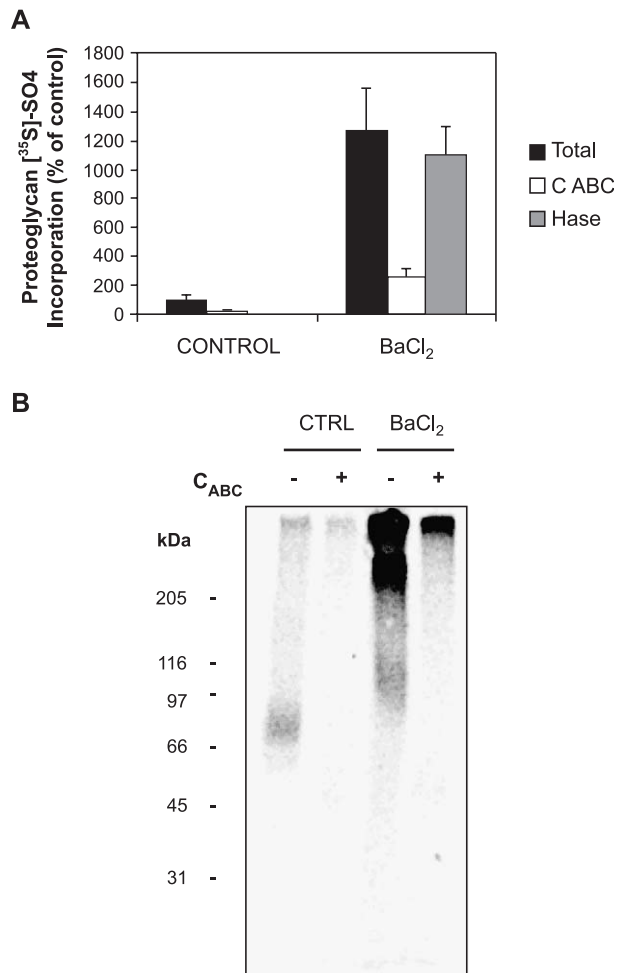 A
Proteoglycan [³⁵S]-SO4
Incorporation (% of control)
1800
1600
1400
1200
1000
800
600
400
200
0
CONTROL
BaCl₂
Total
C ABC
Hase
B
CTRL BaCl₂
C_ABC - + - +
kDa
205 -
116 -
97 -
66 -
45 -
31 -